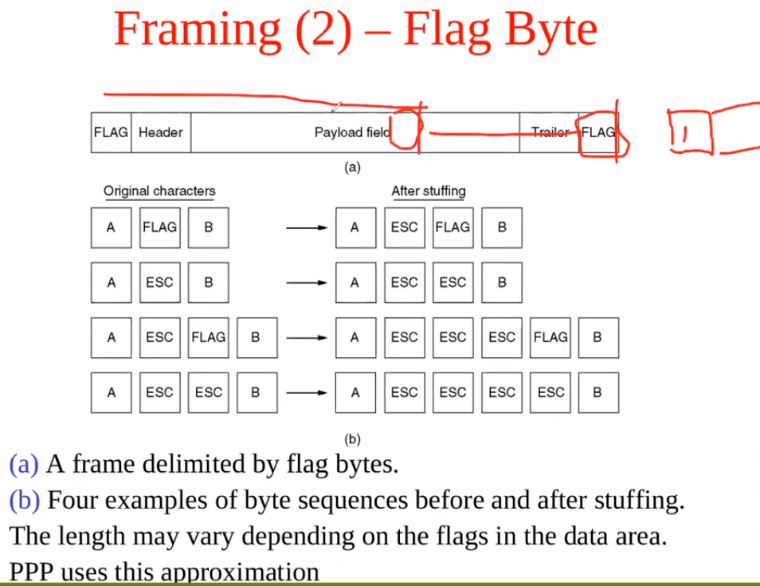 Framing (2) – Flag Byte
FLAG Header Payload field Trailer FLAG
(a)
Original characters After stuffing
A FLAG B A ESC FLAG B
A ESC B A ESC ESC B
A ESC FLAG B A ESC ESC ESC FLAG B
A ESC ESC B A ESC ESC ESC ESC B
(b)
(a) A frame delimited by flag bytes.
(b) Four examples of byte sequences before and after stuffing.
The length may vary depending on the flags in the data area.
PPP uses this approximation